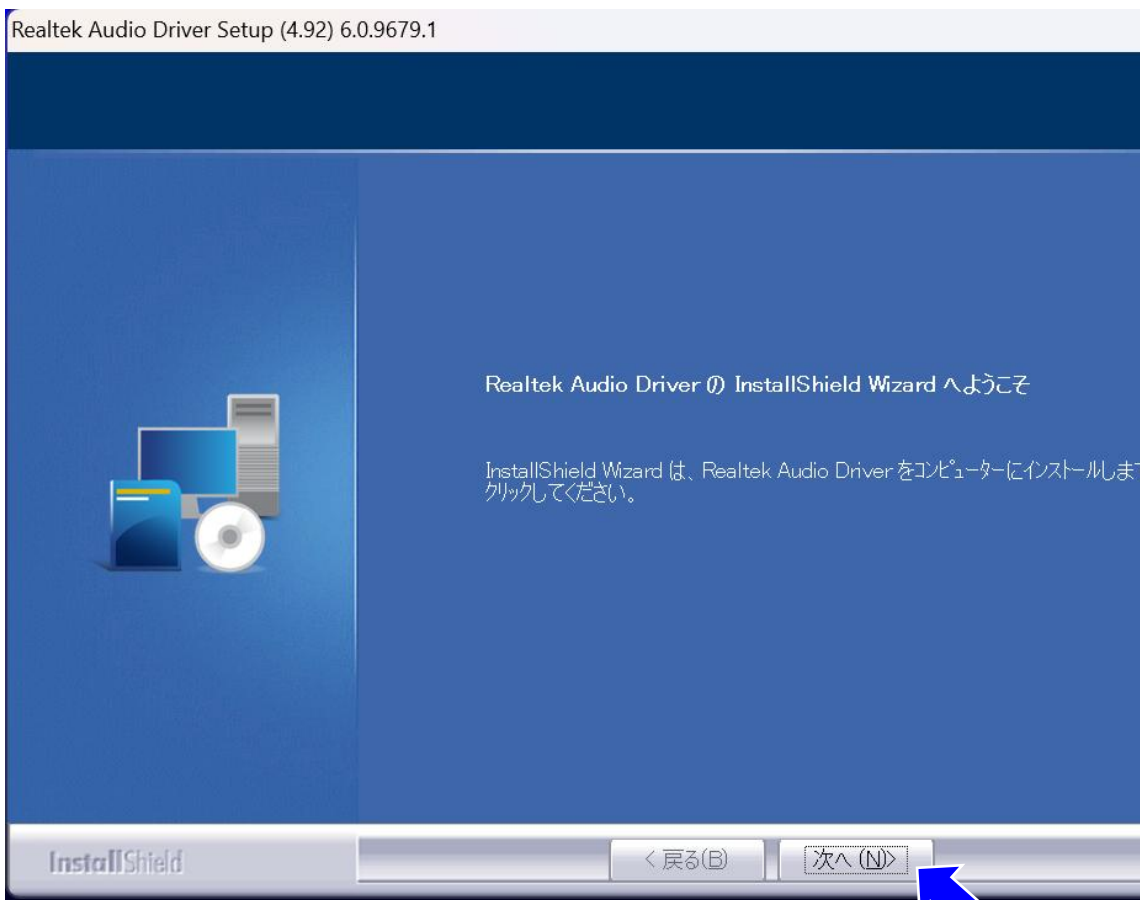 Realtek Audio Driver Setup (4.92) 6.0.9679.1
Realtek Audio Driver の InstallShield Wizard へようこそ
InstallShield Wizard は、Realtek Audio Driver をコンピューターにインストールしま
クリックしてください。
InstallShield
< 戻る(B)
次へ (N)>